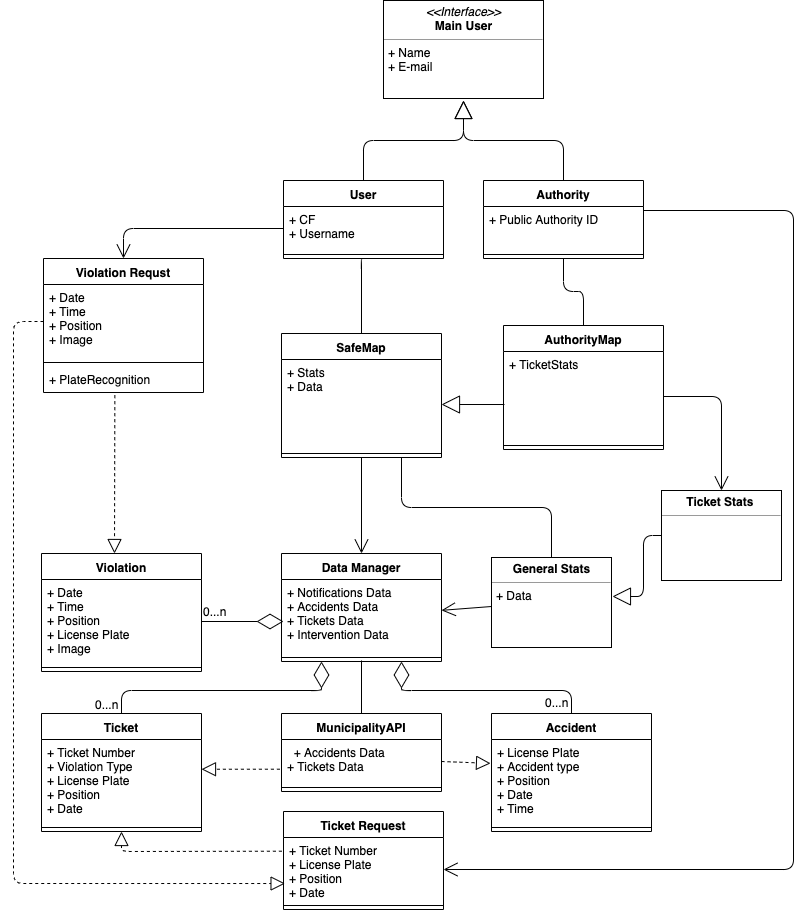 <<Interface>>
Main User
+ Name
+ E-mail
User
+ CF
+ Username
Authority
+ Public Authority ID
Violation Requst
+ Date
+ Time
+ Position
+ Image
+ PlateRecognition
SafeMap
+ Stats
+ Data
AuthorityMap
+ TicketStats
Ticket Stats
Violation
+ Date
+ Time
+ Position
+ License Plate
+ Image
0...n
Data Manager
+ Notifications Data
+ Accidents Data
+ Tickets Data
+ Intervention Data
General Stats
+ Data
0...n
0...n
Ticket
+ Ticket Number
+ Violation Type
+ License Plate
+ Position
+ Date
MunicipalityAPI
+ Accidents Data
+ Tickets Data
Accident
+ License Plate
+ Accident type
+ Position
+ Date
+ Time
Ticket Request
+ Ticket Number
+ License Plate
+ Position
+ Date